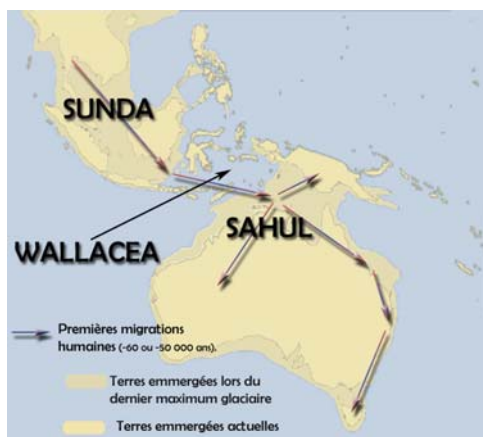 SUNDA
WALLACEA
SAHUL
Premières migrations
humaines (-60 ou -50 000 ans).
Terres emmergées lors du
dernier maximum glaciaire
Terres emmergées actuelles